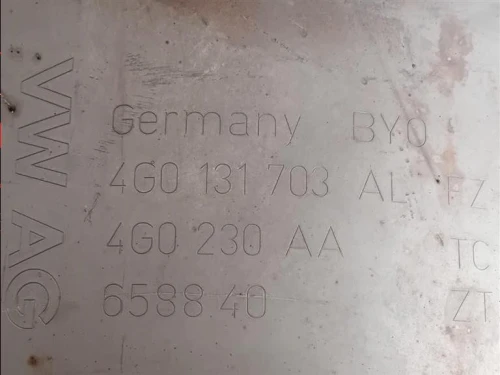 VW AG
Germany BY0
4G0 131 703 AL FZ
4G0 230 AA TC
6588 40 ZT